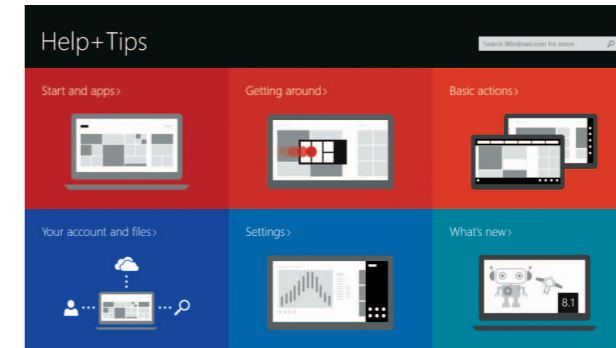 Help+Tips
Search Windows.com for more
Start and apps>
Getting around>
Basic actions>
Your account and files>
Settings>
What's new>
8.1